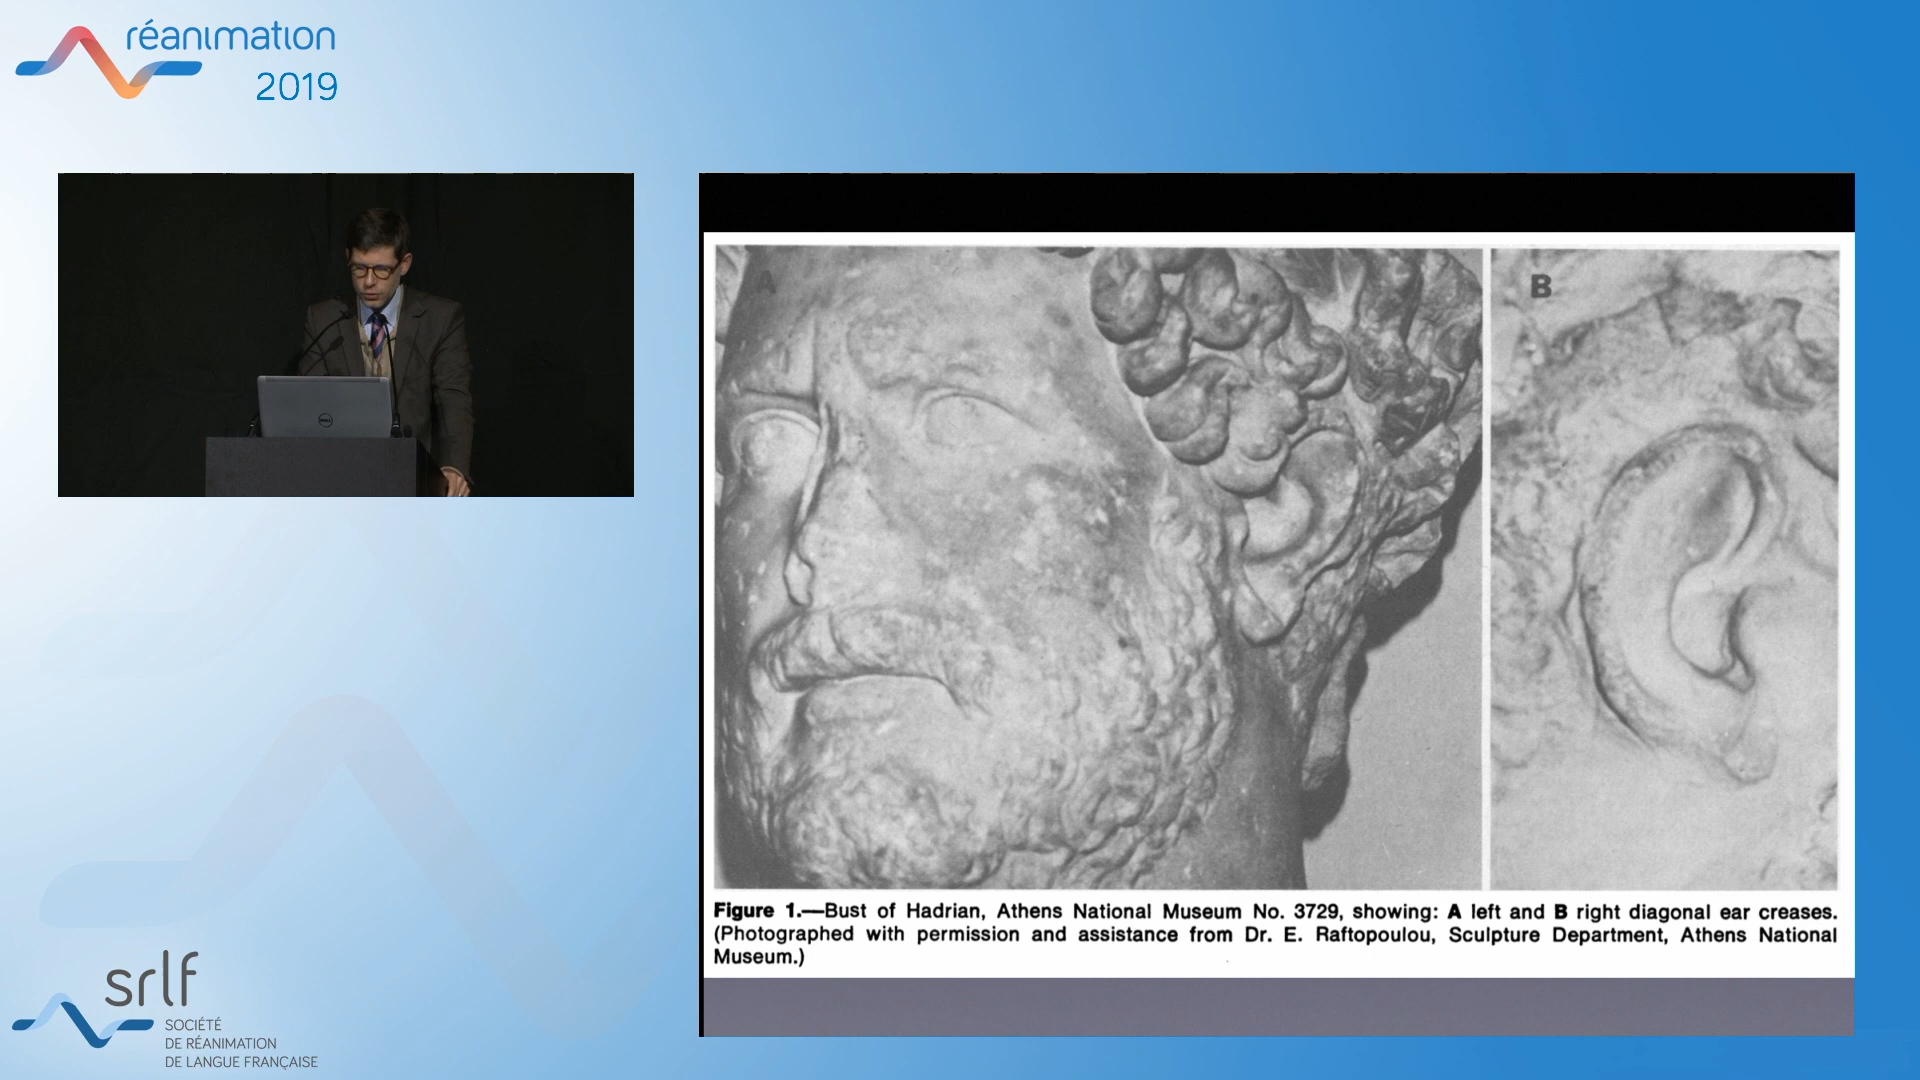 réanımatıon
2019
A
B
Figure 1.—Bust of Hadrian, Athens National Museum No. 3729, showing: A left and B right diagonal ear creases.
(Photographed with permission and assistance from Dr. E. Raftopoulou, Sculpture Department, Athens National
Museum.)
srlf
SOCIÉTÉ
DE RÉANIMATION
DE LANGUE FRANÇAISE
DELL